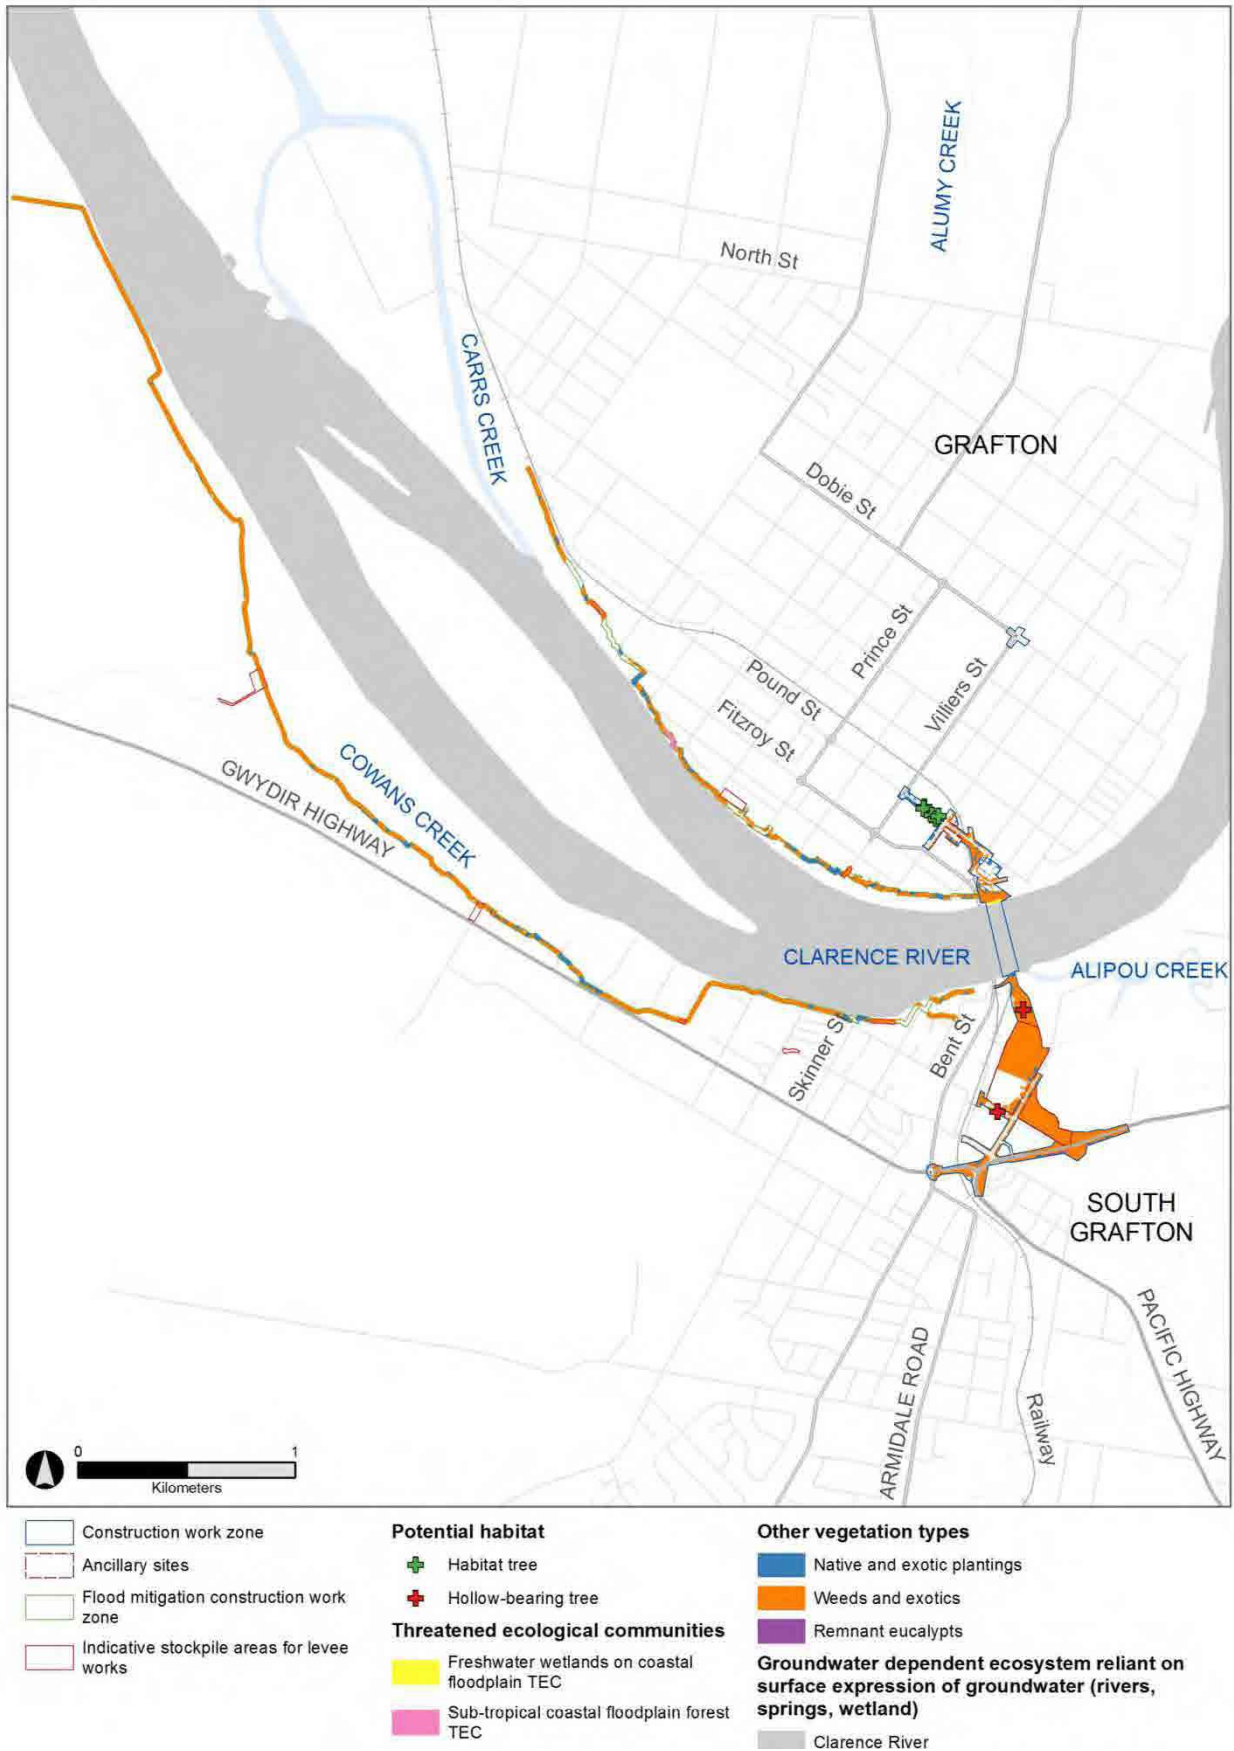 ALUMY CREEK
North St
CARRS CREEK
GRAFTON
Dobie St
Prince St
Villiers St
Pound St
Fitzroy St
COWANS CREEK
GWYDIR HIGHWAY
CLARENCE RIVER
ALIPOU CREEK
Skinner S
Bent St
SOUTH
GRAFTON
PACIFIC HIGHWAY
ARMIDALE ROAD
Railway
0 1
Kilometers
Construction work zone
Ancillary sites
Flood mitigation construction work
zone
Indicative stockpile areas for levee
works
Potential habitat
Habitat tree
Hollow-bearing tree
Threatened ecological communities
Freshwater wetlands on coastal
floodplain TEC
Sub-tropical coastal floodplain forest
TEC
Other vegetation types
Native and exotic plantings
Weeds and exotics
Remnant eucalypts
Groundwater dependent ecosystem reliant on
surface expression of groundwater (rivers,
springs, wetland)
Clarence River